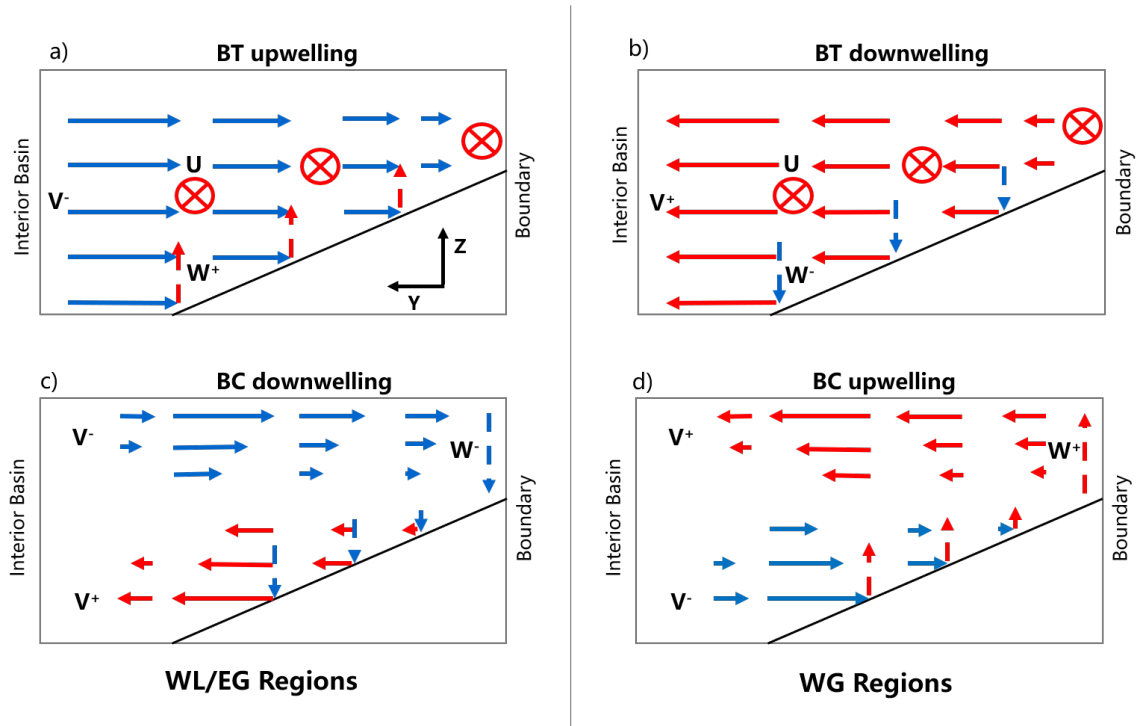 a)
BT upwelling
Interior Basin
V⁻
U
W⁺
Z
Y
Boundary
b)
BT downwelling
Interior Basin
V⁺
U
W⁻
Boundary
c)
BC downwelling
Interior Basin
V⁻
W⁻
V⁺
Boundary
WL/EG Regions
d)
BC upwelling
Interior Basin
V⁺
W⁺
V⁻
Boundary
WG Regions